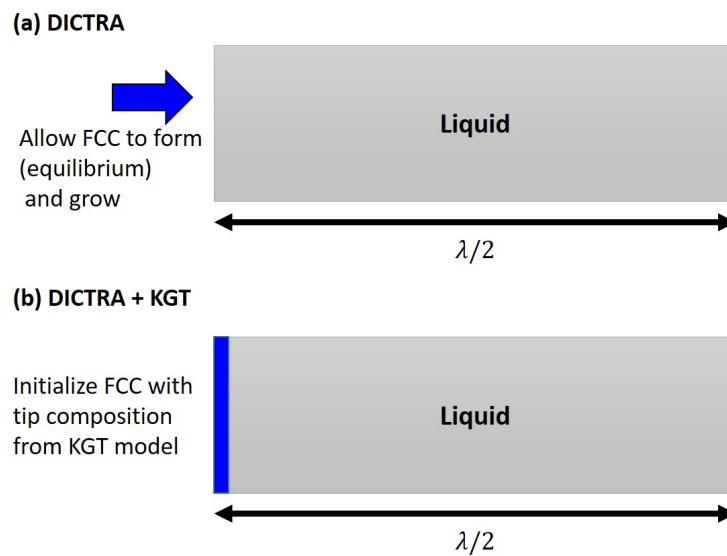 (a) DICTRA
Allow FCC to form
(equilibrium)
and grow
Liquid
λ/2
(b) DICTRA + KGT
Initialize FCC with
tip composition
from KGT model
Liquid
λ/2